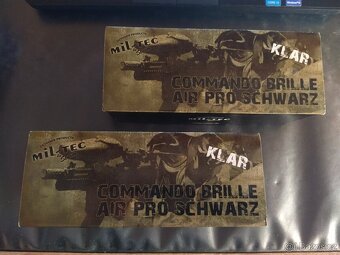 MIL-TEC
KLAR
COMMANDO BRILLE
AIR PRO SCHWARZ
MIL-TEC
KLAR
COMMANDO BRILLE
AIR PRO SCHWARZ